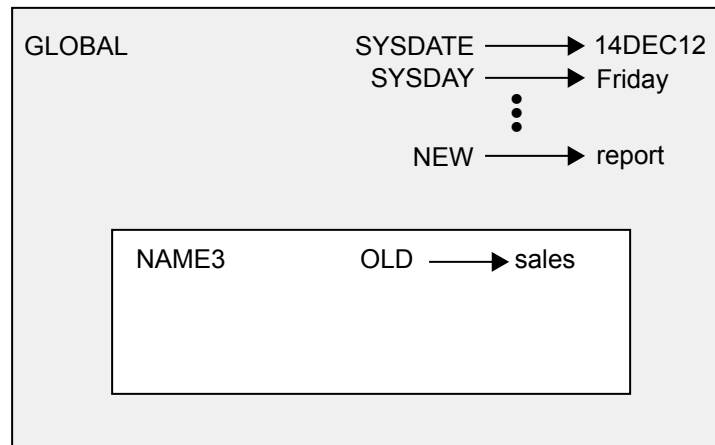 GLOBAL SYSDATE 14DEC12
SYSDAY Friday
NEW report
NAME3 OLD sales